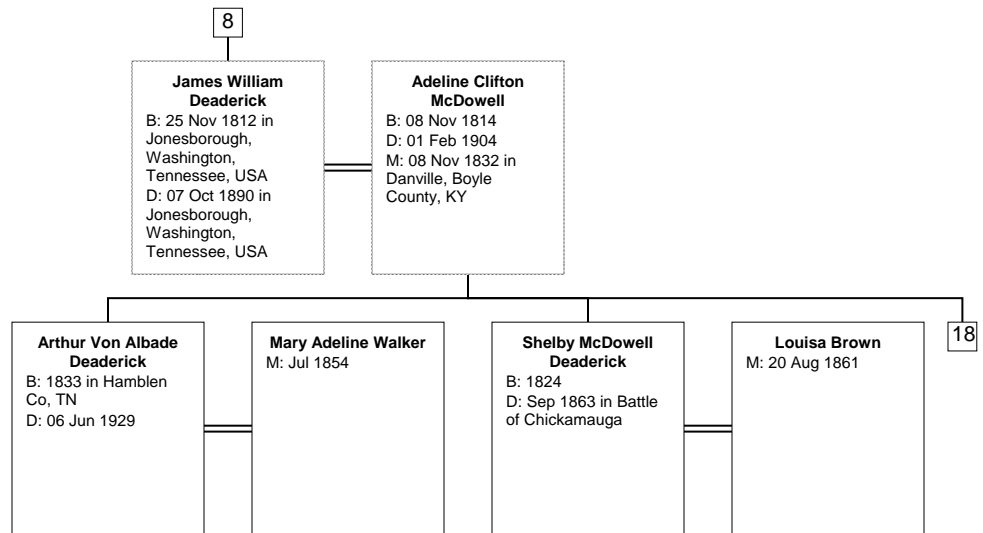 8
James William
Deaderick
B: 25 Nov 1812 in
Jonesborough,
Washington,
Tennessee, USA
D: 07 Oct 1890 in
Jonesborough,
Washington,
Tennessee, USA
Adeline Clifton
McDowell
B: 08 Nov 1814
D: 01 Feb 1904
M: 08 Nov 1832 in
Danville, Boyle
County, KY
Arthur Von Albade
Deaderick
B: 1833 in Hamblen
Co, TN
D: 06 Jun 1929
Mary Adeline Walker
M: Jul 1854
Shelby McDowell
Deaderick
B: 1824
D: Sep 1863 in Battle
of Chickamauga
Louisa Brown
M: 20 Aug 1861
18